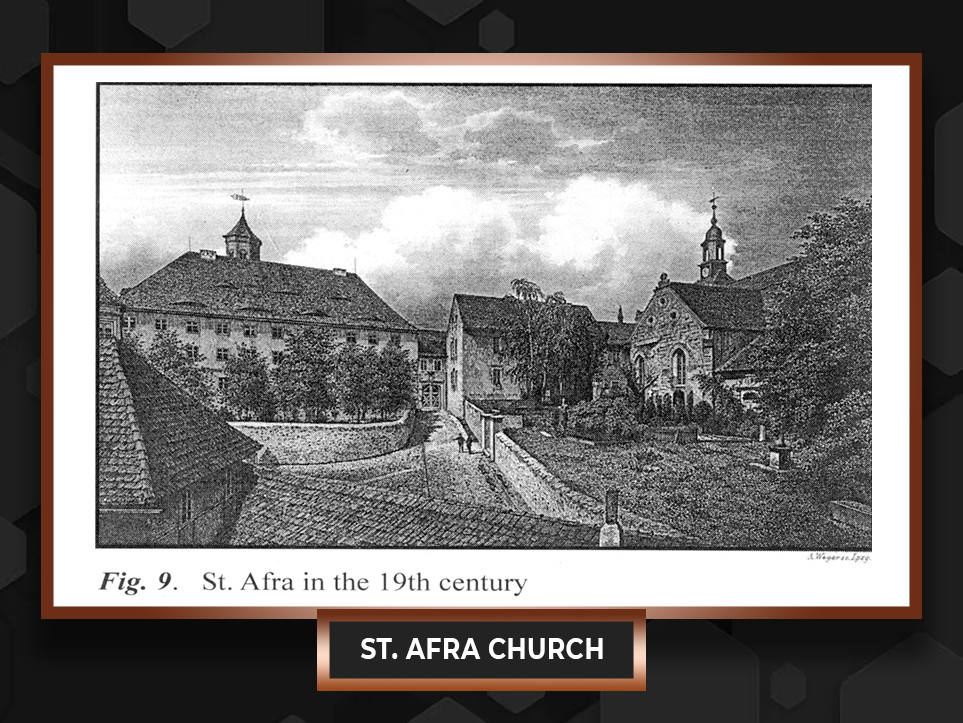 Fig. 9. St. Afra in the 19th century
ST. AFRA CHURCH